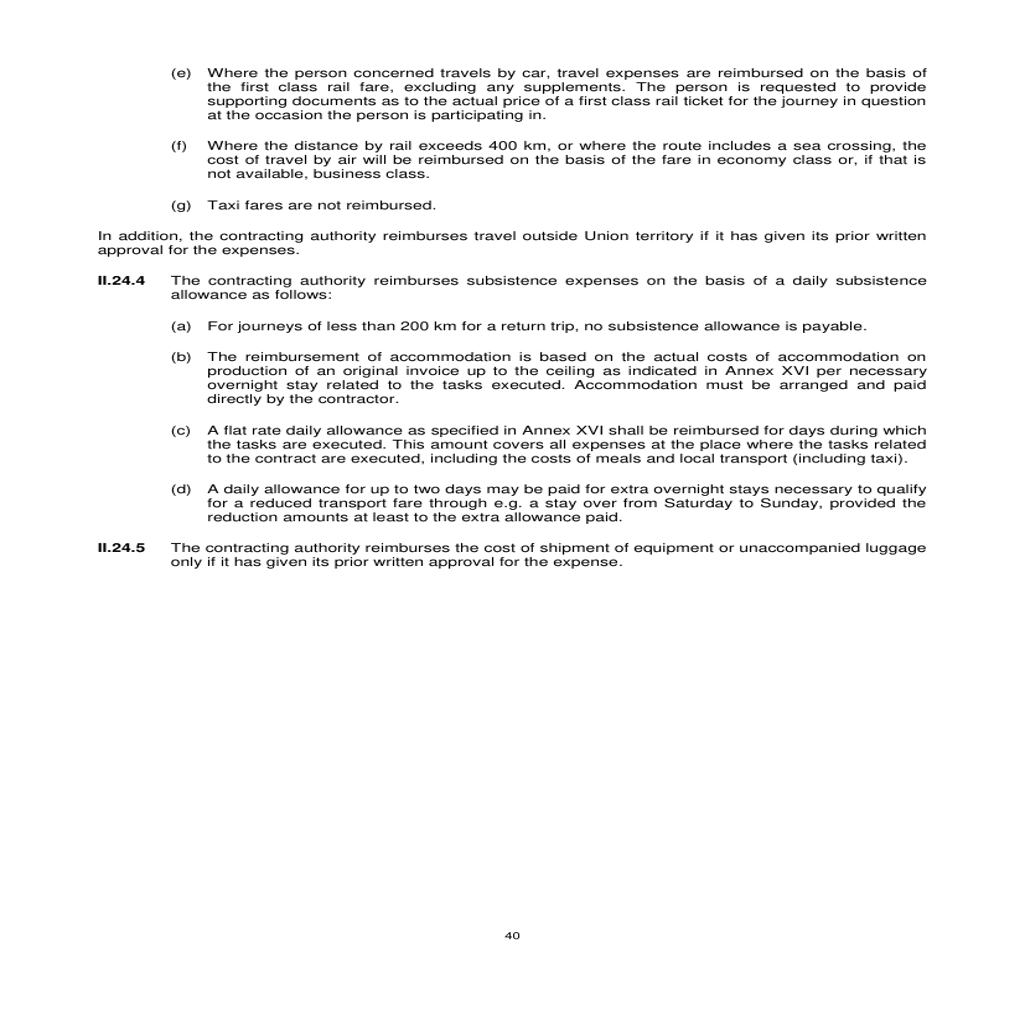 (e) Where the person concerned travels by car, travel expenses are reimbursed on the basis of
the first class rail fare, excluding any supplements. The person is requested to provide
supporting documents as to the actual price of a first class rail ticket for the journey in question
at the occasion the person is participating in.
(f) Where the distance by rail exceeds 400 km, or where the route includes a sea crossing, the
cost of travel by air will be reimbursed on the basis of the fare in economy class or, if that is
not available, business class.
(g) Taxi fares are not reimbursed.
In addition, the contracting authority reimburses travel outside Union territory if it has given its prior written
approval for the expenses.
II.24.4 The contracting authority reimburses subsistence expenses on the basis of a daily subsistence
allowance as follows:
(a) For journeys of less than 200 km for a return trip, no subsistence allowance is payable.
(b) The reimbursement of accommodation is based on the actual costs of accommodation on
production of an original invoice up to the ceiling as indicated in Annex XVI per necessary
overnight stay related to the tasks executed. Accommodation must be arranged and paid
directly by the contractor.
(c) A flat rate daily allowance as specified in Annex XVI shall be reimbursed for days during which
the tasks are executed. This amount covers all expenses at the place where the tasks related
to the contract are executed, including the costs of meals and local transport (including taxi).
(d) A daily allowance for up to two days may be paid for extra overnight stays necessary to qualify
for a reduced transport fare through e.g. a stay over from Saturday to Sunday, provided the
reduction amounts at least to the extra allowance paid.
II.24.5 The contracting authority reimburses the cost of shipment of equipment or unaccompanied luggage
only if it has given its prior written approval for the expense.
40